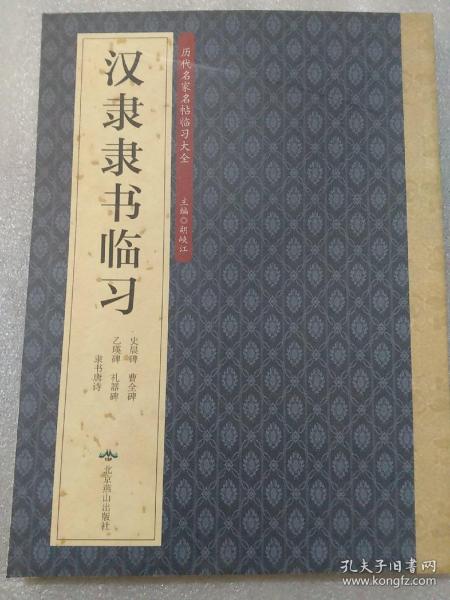 历代名家名帖临习大全
主编◎胡峡江
汉隶隶书临习
史晨碑 曹全碑
乙瑛碑 礼器碑
隶书唐诗
北京燕山出版社
孔夫子旧书网
www.kongfz.com